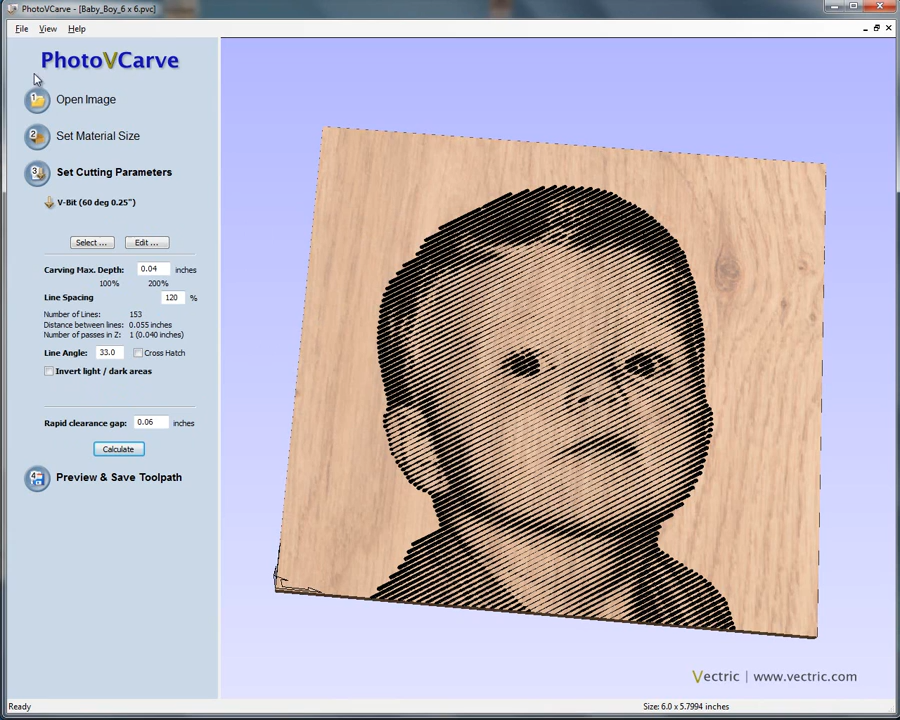 PhotoVCarve - [Baby_Boy_6 x 6.pvc]
File View Help
PhotoVCarve
1 Open Image
2 Set Material Size
3 Set Cutting Parameters
V-Bit (60 deg 0.25")
Select ... Edit ...
Carving Max. Depth: 0.04 inches
100% 200%
Line Spacing 120 %
Number of Lines: 153
Distance between lines: 0.055 inches
Number of passes in Z: 1 (0.040 inches)
Line Angle: 33.0 Cross Hatch
Invert light / dark areas
Rapid clearance gap: 0.06 inches
Calculate
4 Preview & Save Toolpath
Vectric | www.vectric.com
Ready Size: 6.0 x 5.7994 inches